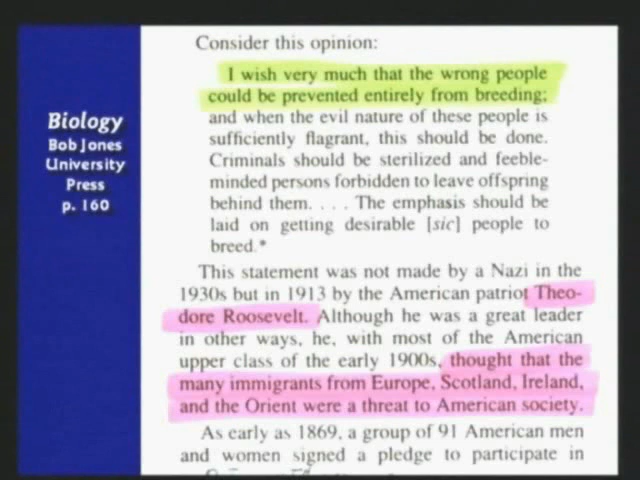 Biology
Bob Jones
University
Press
p. 160
Consider this opinion:
I wish very much that the wrong people
could be prevented entirely from breeding;
and when the evil nature of these people is
sufficiently flagrant, this should be done.
Criminals should be sterilized and feeble-
minded persons forbidden to leave offspring
behind them. . . . The emphasis should be
laid on getting desirable [sic] people to
breed.*
This statement was not made by a Nazi in the
1930s but in 1913 by the American patriot Theo-
dore Roosevelt. Although he was a great leader
in other ways, he, with most of the American
upper class of the early 1900s, thought that the
many immigrants from Europe, Scotland, Ireland,
and the Orient were a threat to American society.
As early as 1869, a group of 91 American men
and women signed a pledge to participate in